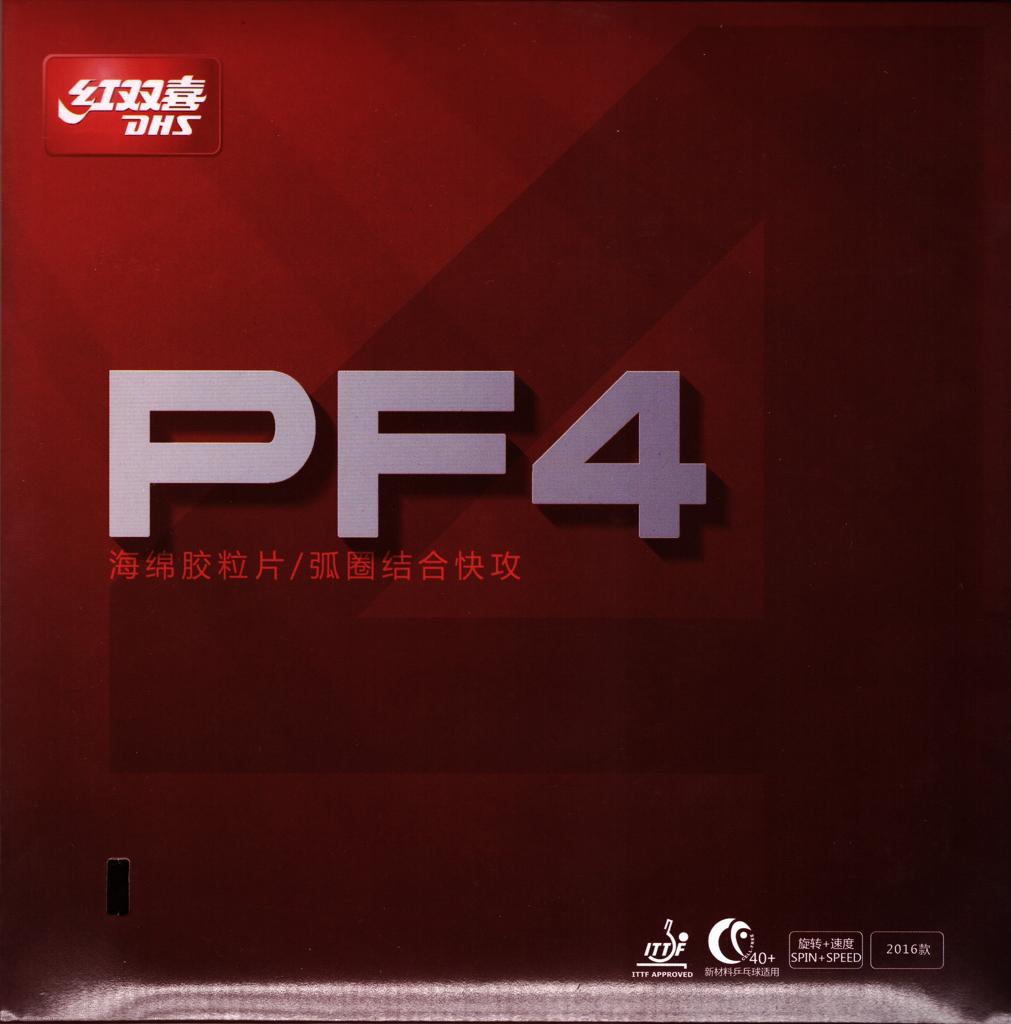 红双喜
DHS
PF4
海绵胶粒片/弧圈结合快攻
ITTF
ITTF APPROVED
40+
新材料乒乓球适用
旋转+速度
SPIN+SPEED
2016款